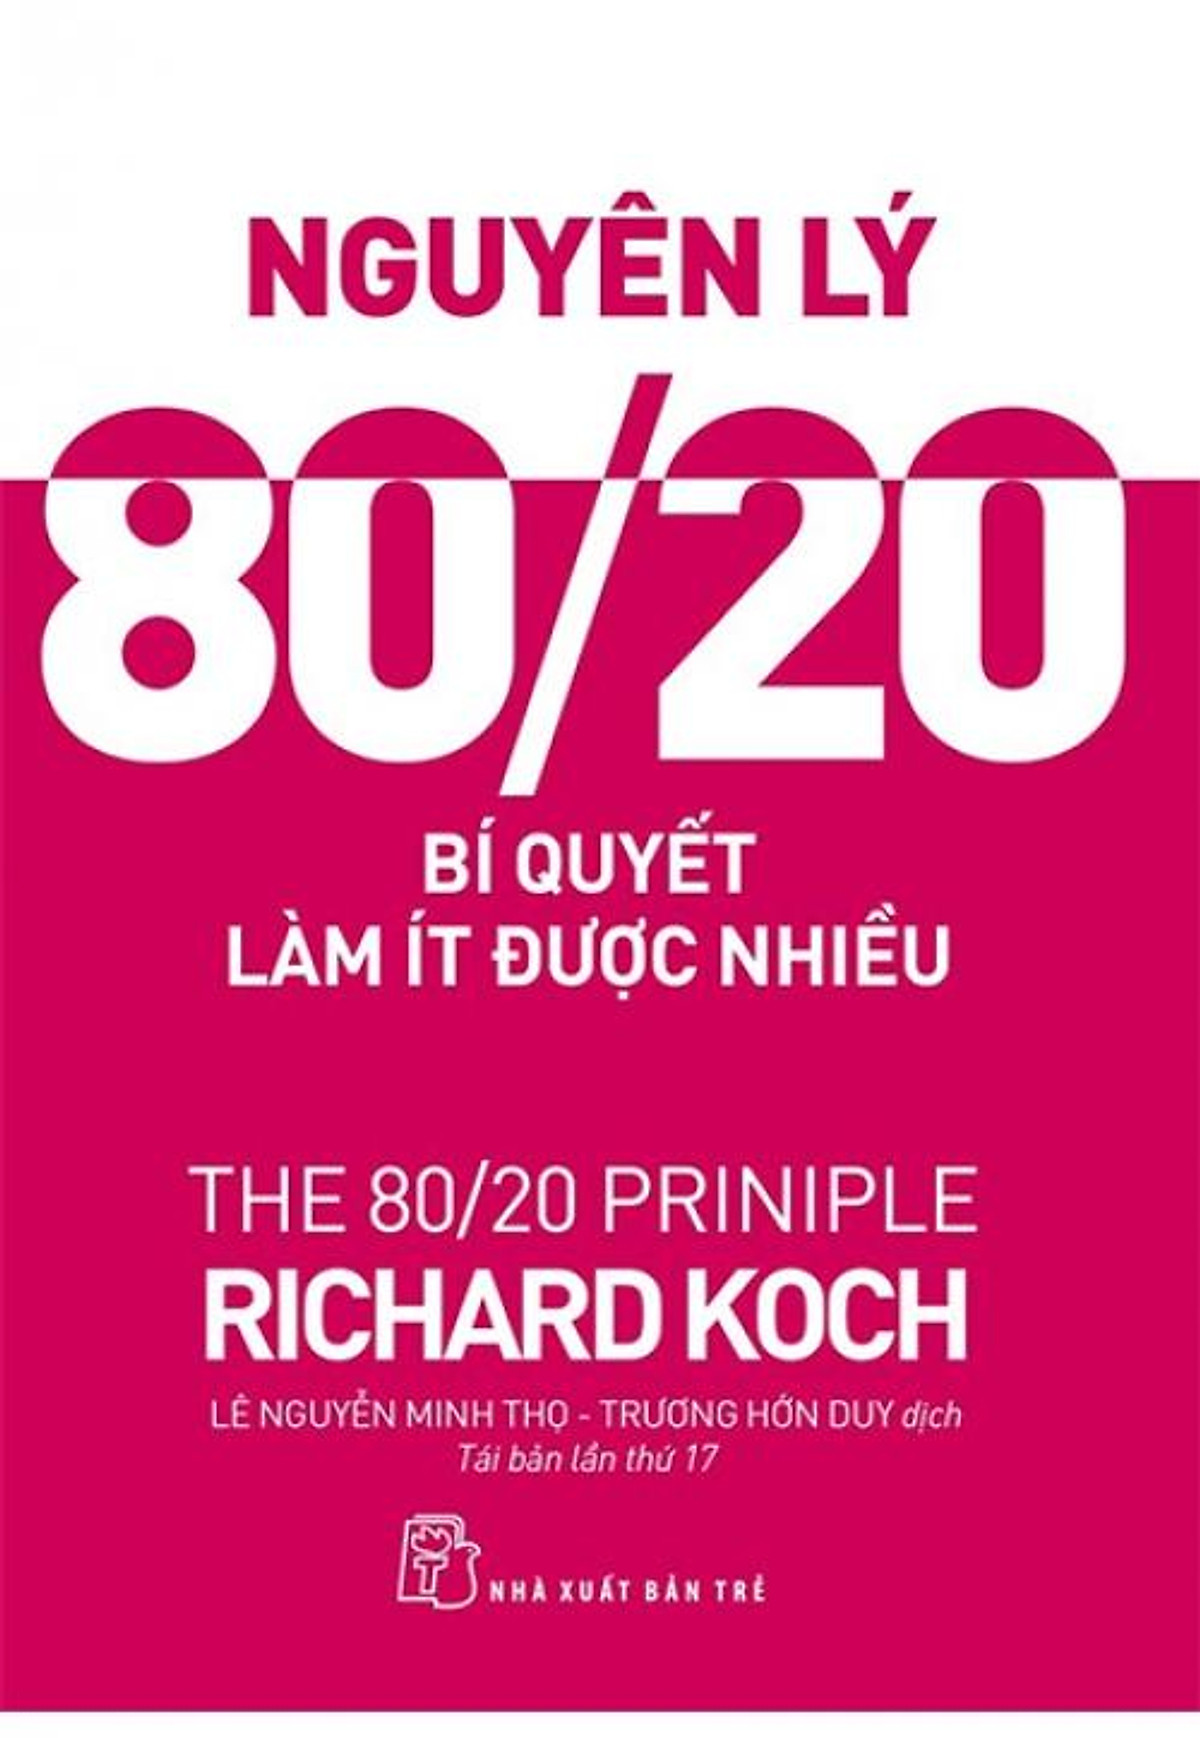 NGUYÊN LÝ
80/20
BÍ QUYẾT
LÀM ÍT ĐƯỢC NHIỀU
THE 80/20 PRINIPLE
RICHARD KOCH
LÊ NGUYỄN MINH THỌ - TRƯƠNG HỚN DUY dịch
Tái bản lần thứ 17
T
NHÀ XUẤT BẢN TRẺ